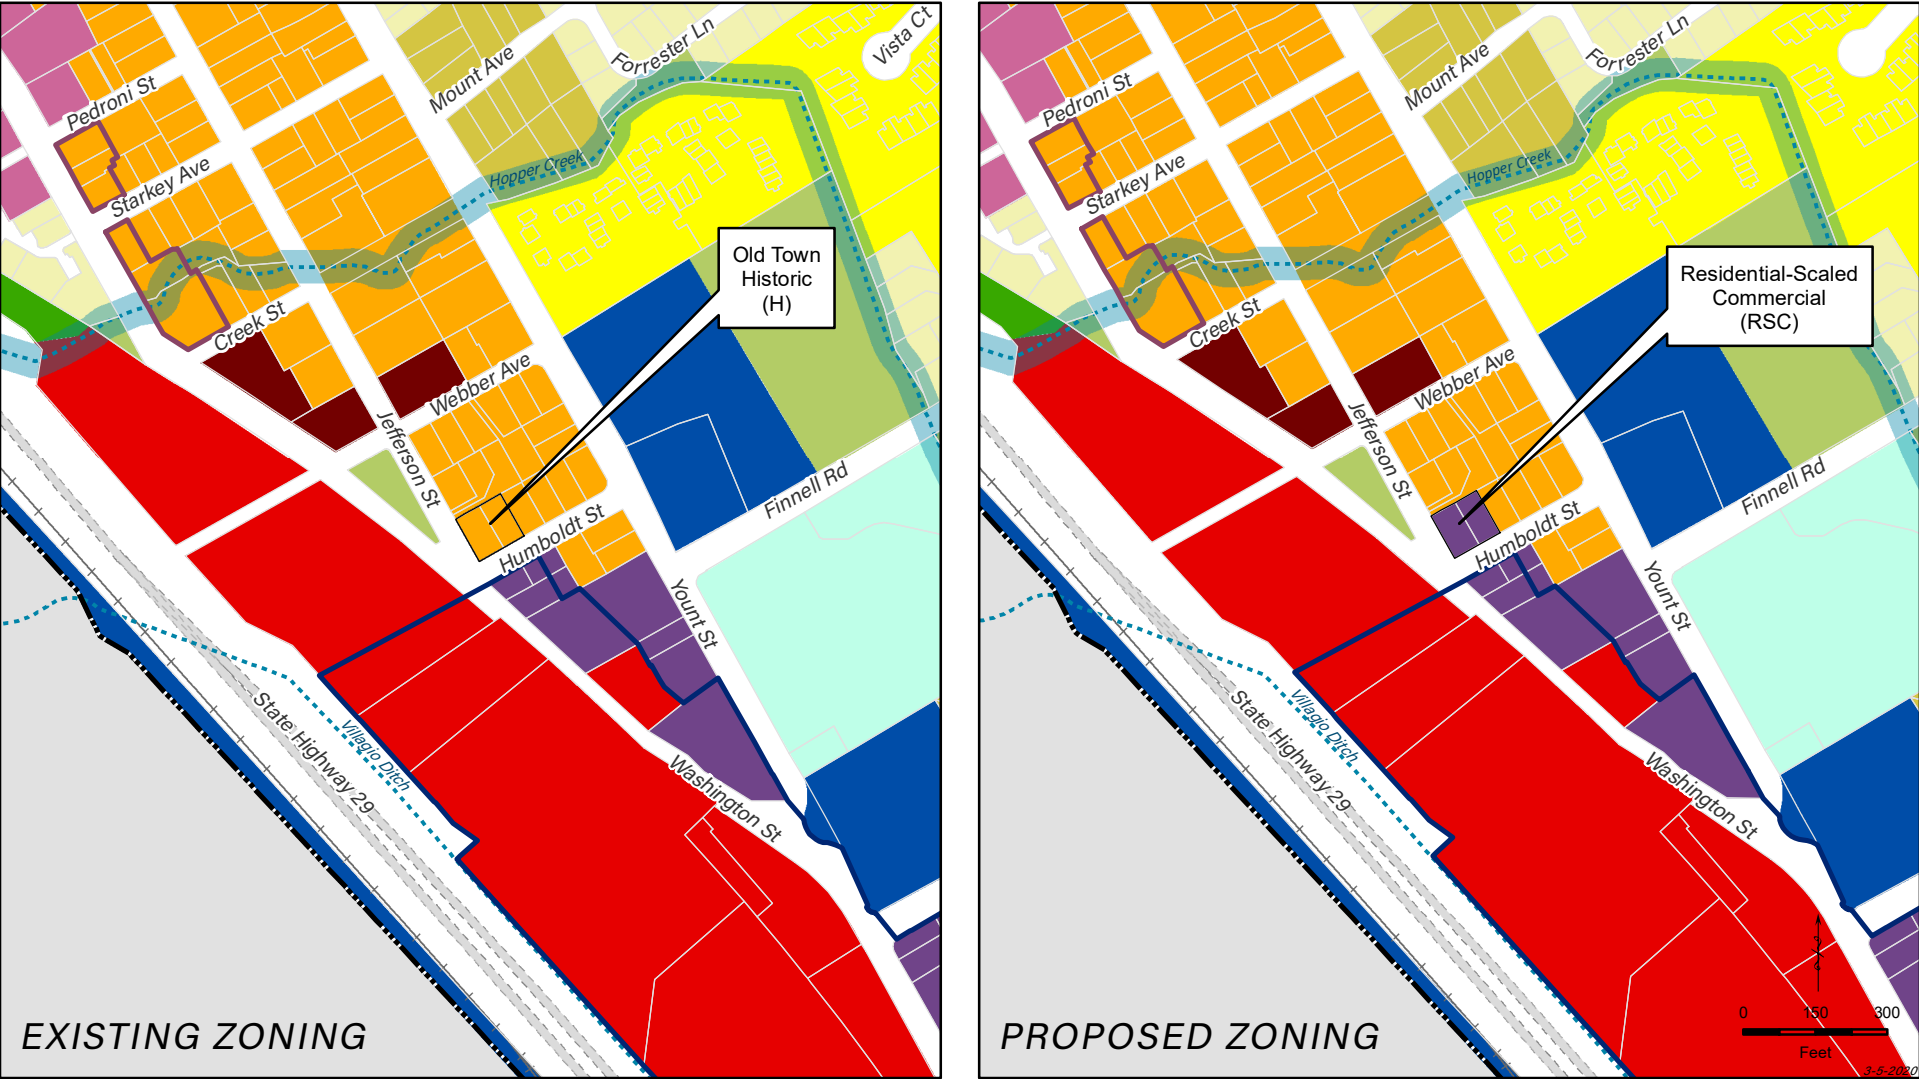 Pedroni St
Starkey Ave
Mount Ave
Forrester Ln
Vista Ct
Hopper Creek
Old Town
Historic
(H)
Creek St
Webber Ave
Jefferson St
Humboldt St
Finnell Rd
Yount St
State Highway 29
Villagio Ditch
Washington St
EXISTING ZONING
Pedroni St
Starkey Ave
Mount Ave
Forrester Ln
Hopper Creek
Residential-Scaled
Commercial
(RSC)
Creek St
Webber Ave
Jefferson St
Humboldt St
Finnell Rd
Yount St
State Highway 29
Villagio Ditch
Washington St
PROPOSED ZONING
0 150 300
Feet
3-5-2020